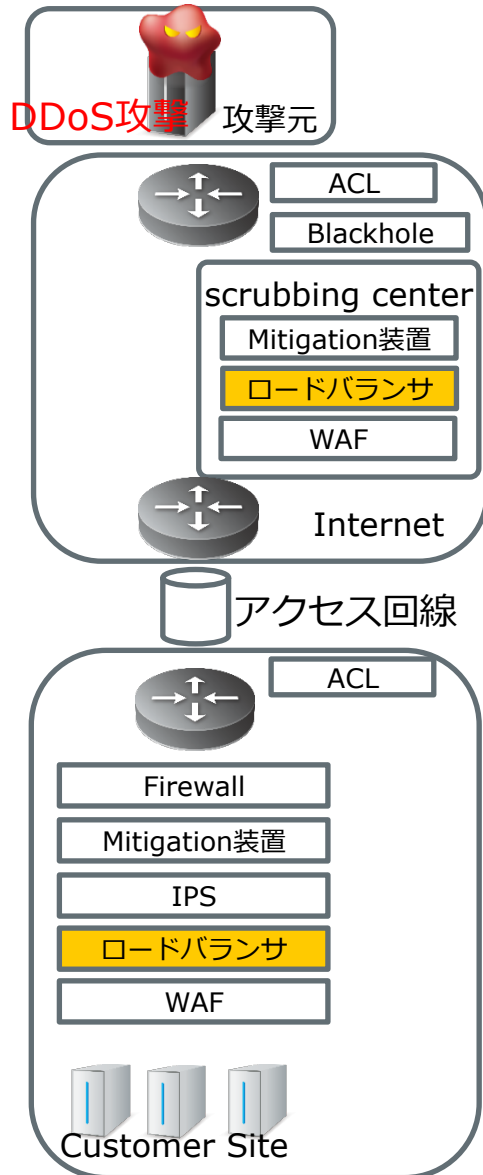 DDoS攻撃
攻撃元
ACL
Blackhole
scrubbing center
Mitigation装置
ロードバランサ
WAF
Internet
アクセス回線
ACL
Firewall
Mitigation装置
IPS
ロードバランサ
WAF
Customer Site